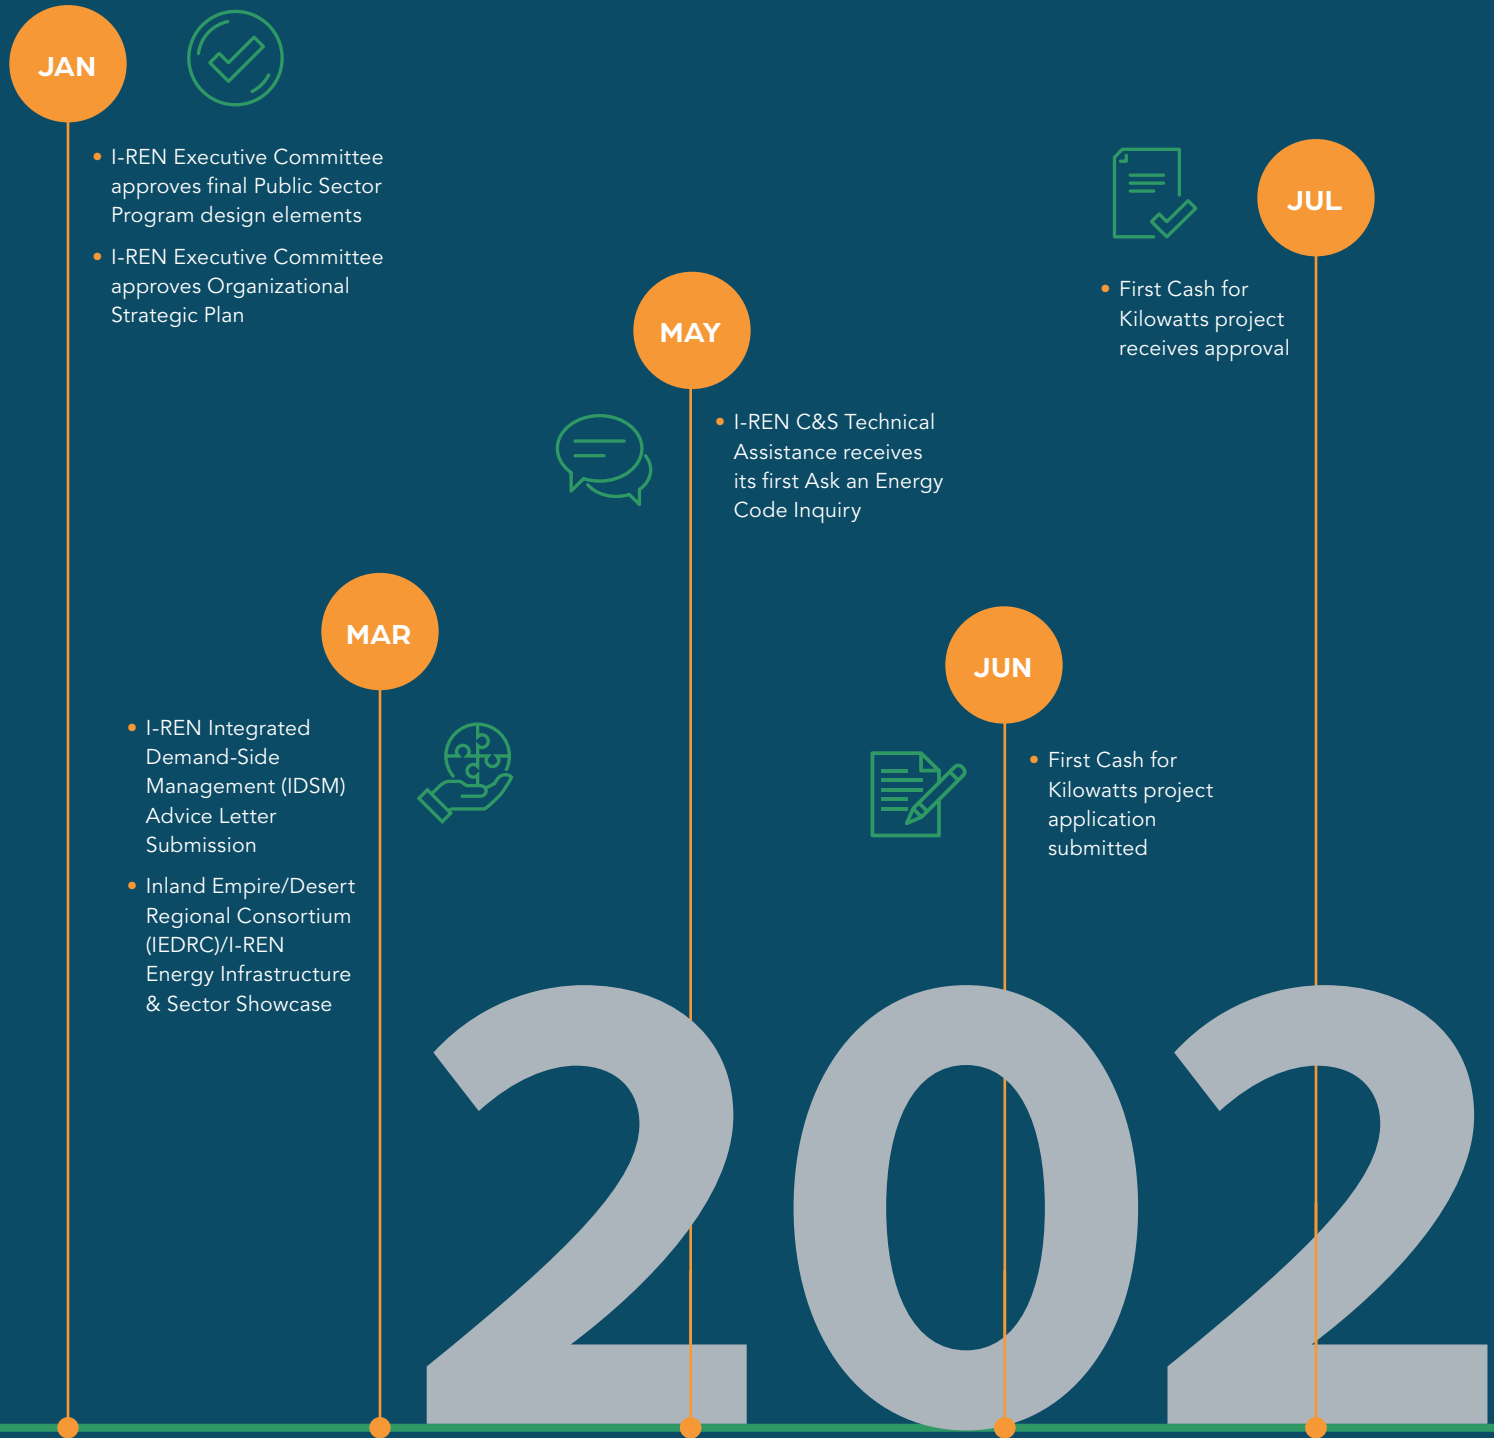 JAN
• I-REN Executive Committee
approves final Public Sector
Program design elements
• I-REN Executive Committee
approves Organizational
Strategic Plan
MAR
• I-REN Integrated
Demand-Side
Management (IDSM)
Advice Letter
Submission
• Inland Empire/Desert
Regional Consortium
(IEDRC)/I-REN
Energy Infrastructure
& Sector Showcase
MAY
• I-REN C&S Technical
Assistance receives
its first Ask an Energy
Code Inquiry
JUN
• First Cash for
Kilowatts project
application
submitted
JUL
• First Cash for
Kilowatts project
receives approval
202